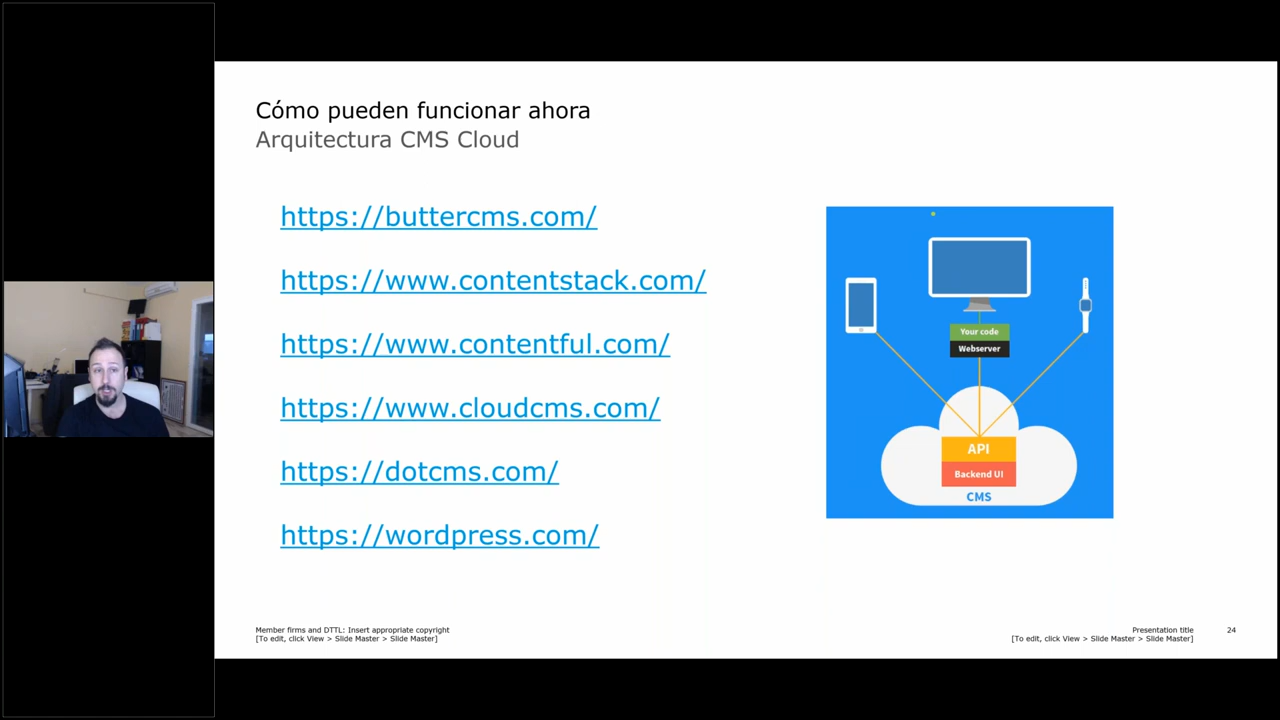 Cómo pueden funcionar ahora
Arquitectura CMS Cloud
https://buttercms.com/
https://www.contentstack.com/
https://www.contentful.com/
https://www.cloudcms.com/
https://dotcms.com/
https://wordpress.com/
Your code
Webserver
API
Backend UI
CMS
Member firms and DTTL: Insert appropriate copyright
[To edit, click View > Slide Master > Slide Master]
Presentation title
[To edit, click View > Slide Master > Slide Master]
24